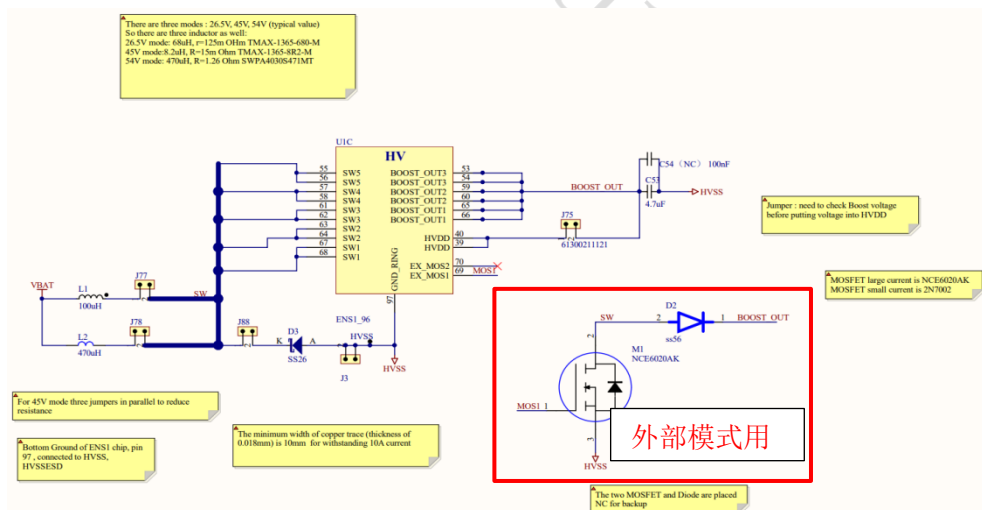 There are three modes : 26.5V, 45V, 54V (typical value)
So there are three inductor as well:
26.5V mode: 68uH, r=125m OHm TMAX-1365-680-M
45V mode:8.2uH, R=15m Ohm TMAX-1365-8R2-M
54V mode: 470uH, R=1.26 Ohm SWPA4030S471MT
U1C
HV
55 SW5
56 SW5
57 SW4
58 SW4
61 SW3
62 SW3
63 SW2
64 SW2
67 SW1
68 SW1
BOOST_OUT3 53
BOOST_OUT3 54
BOOST_OUT2 59
BOOST_OUT2 60
BOOST_OUT1 65
BOOST_OUT1 66
HVDD 40
HVDD 39
EX_MOS2 70
EX_MOS1 69 MOS1
GND_RING
97
ENS1_96
BOOST_OUT
C54（NC） 100nF
C53
4.7uF
HVSS
J75
61300211121
Jumper : need to check Boost voltage
before putting voltage into HVDD
MOSFET large current is NCE6020AK
MOSFET small current is 2N7002
VBAT
L1
100uH
J77
SW
L2
470uH
J78
J88
D3
K A
SS26
HVSS
J3
HVSS
D2
SW 2 1 BOOST_OUT
ss56
2
M1
NCE6020AK
MOS1 1
3
HVSS
外部模式用
For 45V mode three jumpers in parallel to reduce
resistance
Bottom Ground of ENS1 chip, pin
97 , connected to HVSS,
HVSSESD
The minimum width of copper trace (thickness of
0.018mm) is 10mm for withstanding 10A current
The two MOSFET and Diode are placed
NC for backup